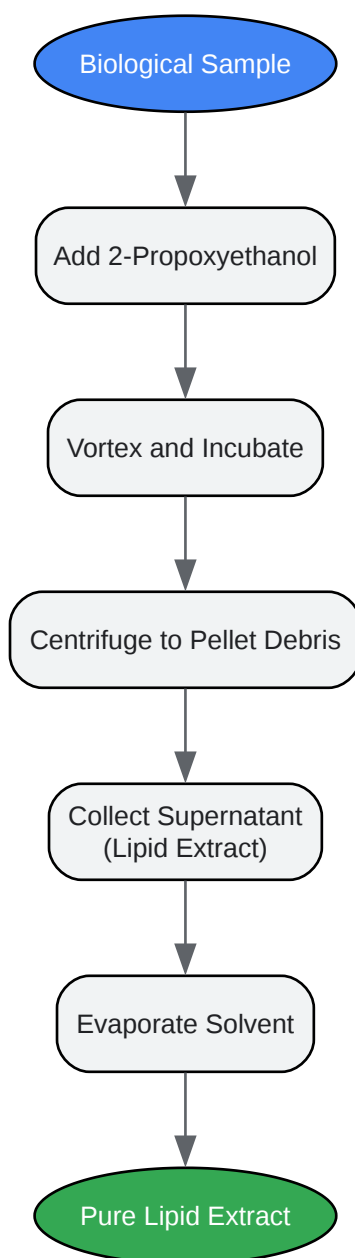 Biological Sample
Add 2-Propoxyethanol
Vortex and Incubate
Centrifuge to Pellet Debris
Collect Supernatant
(Lipid Extract)
Evaporate Solvent
Pure Lipid Extract